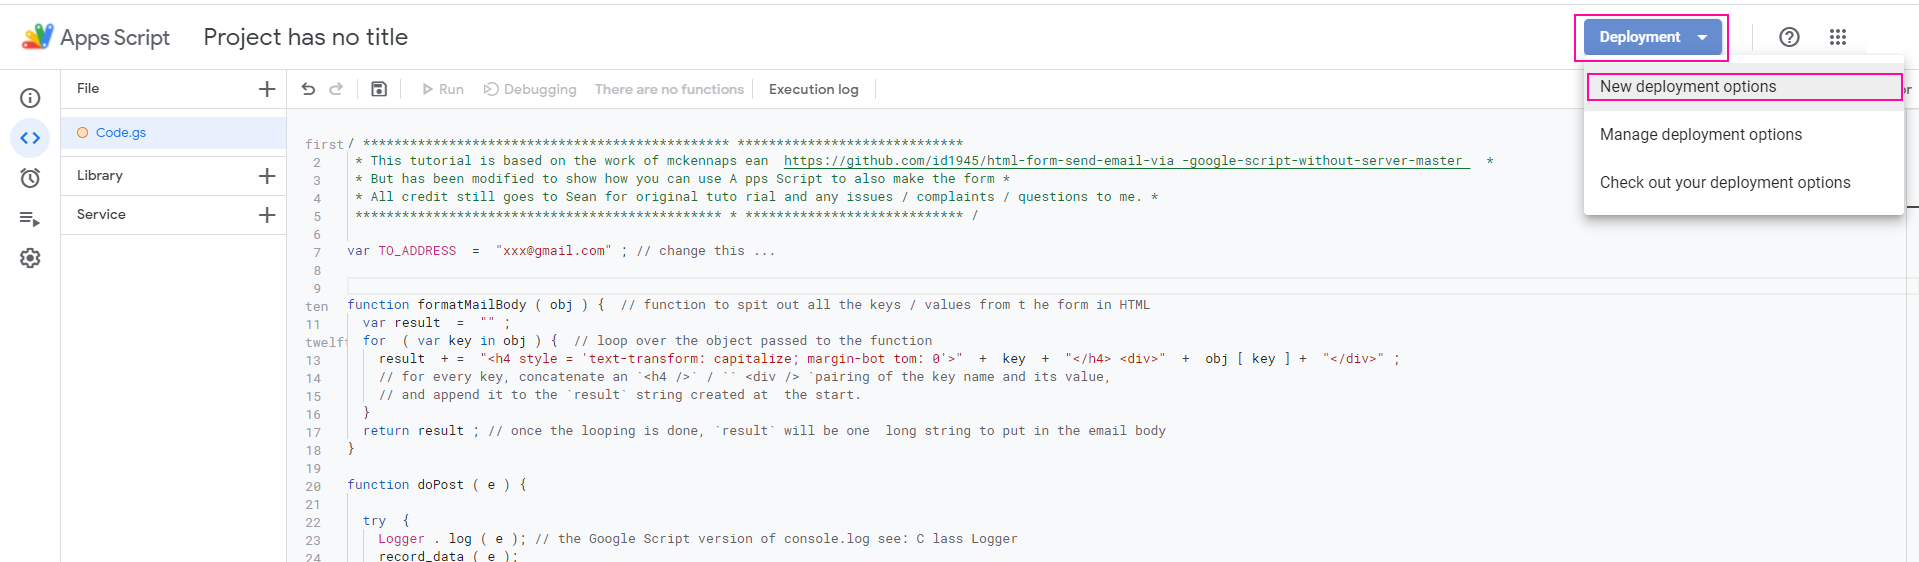 Apps Script Project has no title Deployment
File Run Debugging There are no functions Execution log New deployment options or
Code.gs
Manage deployment options
Library
Check out your deployment options
Service
first / *********************************************** *****************************
2 * This tutorial is based on the work of mckennaps ean https://github.com/id1945/html-form-send-email-via -google-script-without-server-master *
3 * But has been modified to show how you can use A pps Script to also make the form *
4 * All credit still goes to Sean for original tuto rial and any issues / complaints / questions to me. *
5 *********************************************** * **************************** /
6
7 var TO_ADDRESS = "xxx@gmail.com" ; // change this ...
8
9
ten function formatMailBody ( obj ) { // function to spit out all the keys / values from t he form in HTML
11 var result = "" ;
twelft for ( var key in obj ) { // loop over the object passed to the function
13 result + = "<h4 style = 'text-transform: capitalize; margin-bot tom: 0'>" + key + "</h4> <div>" + obj [ key ] + "</div>" ;
14 // for every key, concatenate an `<h4 />` / `` <div /> `pairing of the key name and its value,
15 // and append it to the `result` string created at the start.
16 }
17 return result ; // once the looping is done, `result` will be one long string to put in the email body
18 }
19
20 function doPost ( e ) {
21
22 try {
23 Logger . log ( e ); // the Google Script version of console.log see: C lass Logger
24 record_data ( e );